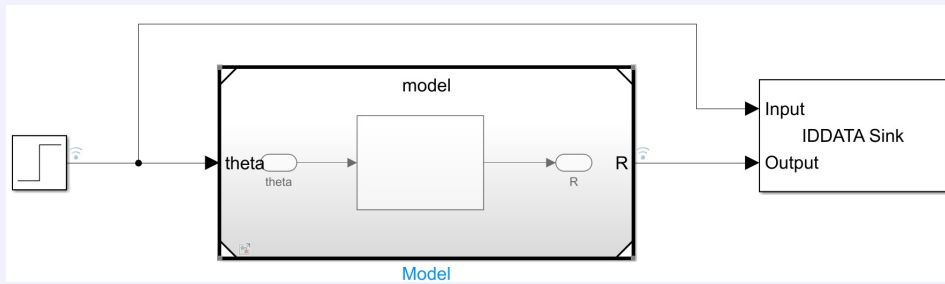 model
Input
IDDATA Sink
theta
R
Output
theta
R
Model